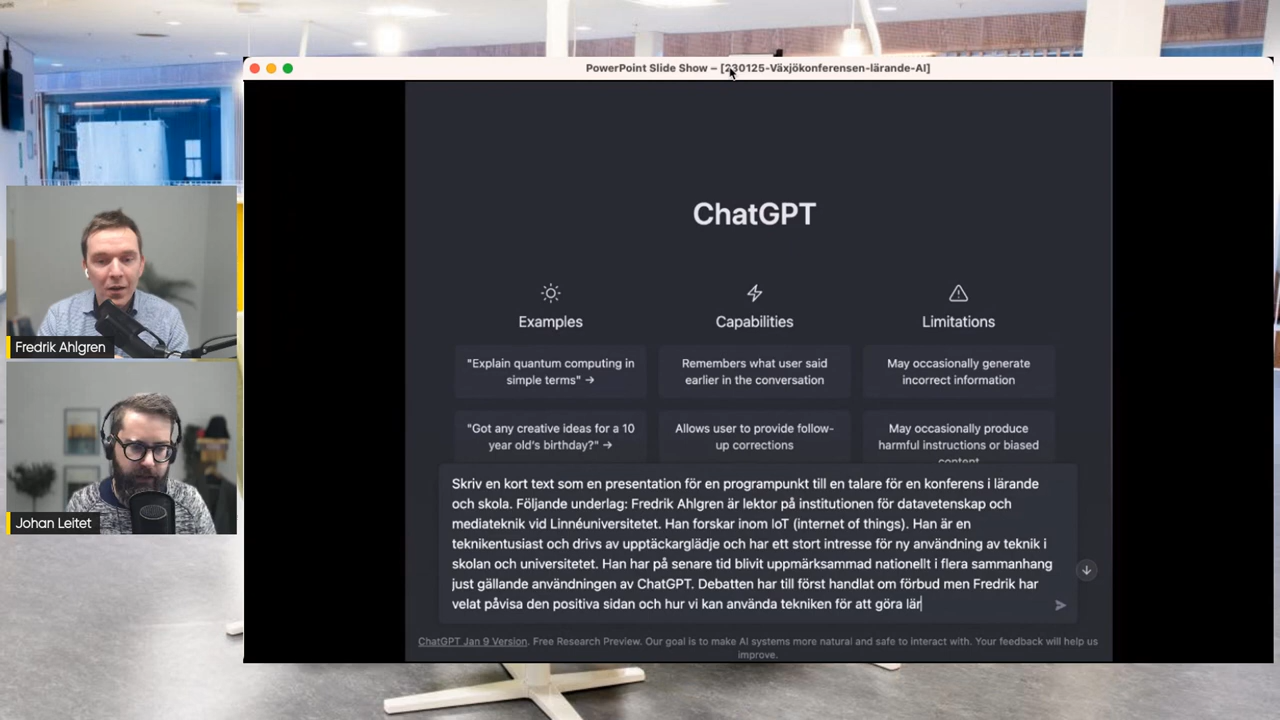 PowerPoint Slide Show – [230125-Växjökonferensen-lärande-AI]
ChatGPT
Examples
Capabilities
Limitations
"Explain quantum computing in
simple terms" →
Remembers what user said
earlier in the conversation
May occasionally generate
incorrect information
"Got any creative ideas for a 10
year old's birthday?" →
Allows user to provide follow-
up corrections
May occasionally produce
harmful instructions or biased
content
Skriv en kort text som en presentation för en programpunkt till en talare för en konferens i lärande
och skola. Följande underlag: Fredrik Ahlgren är lektor på institutionen för datavetenskap och
mediateknik vid Linnéuniversitetet. Han forskar inom IoT (internet of things). Han är en
teknikentusiast och drivs av upptäckarglädje och har ett stort intresse för ny användning av teknik i
skolan och universitetet. Han har på senare tid blivit uppmärksammad nationellt i flera sammanhang
just gällande användningen av ChatGPT. Debatten har till först handlat om förbud men Fredrik har
velat påvisa den positiva sidan och hur vi kan använda tekniken för att göra lär
ChatGPT Jan 9 Version. Free Research Preview. Our goal is to make AI systems more natural and safe to interact with. Your feedback will help us
improve.
Fredrik Ahlgren
Johan Leitet